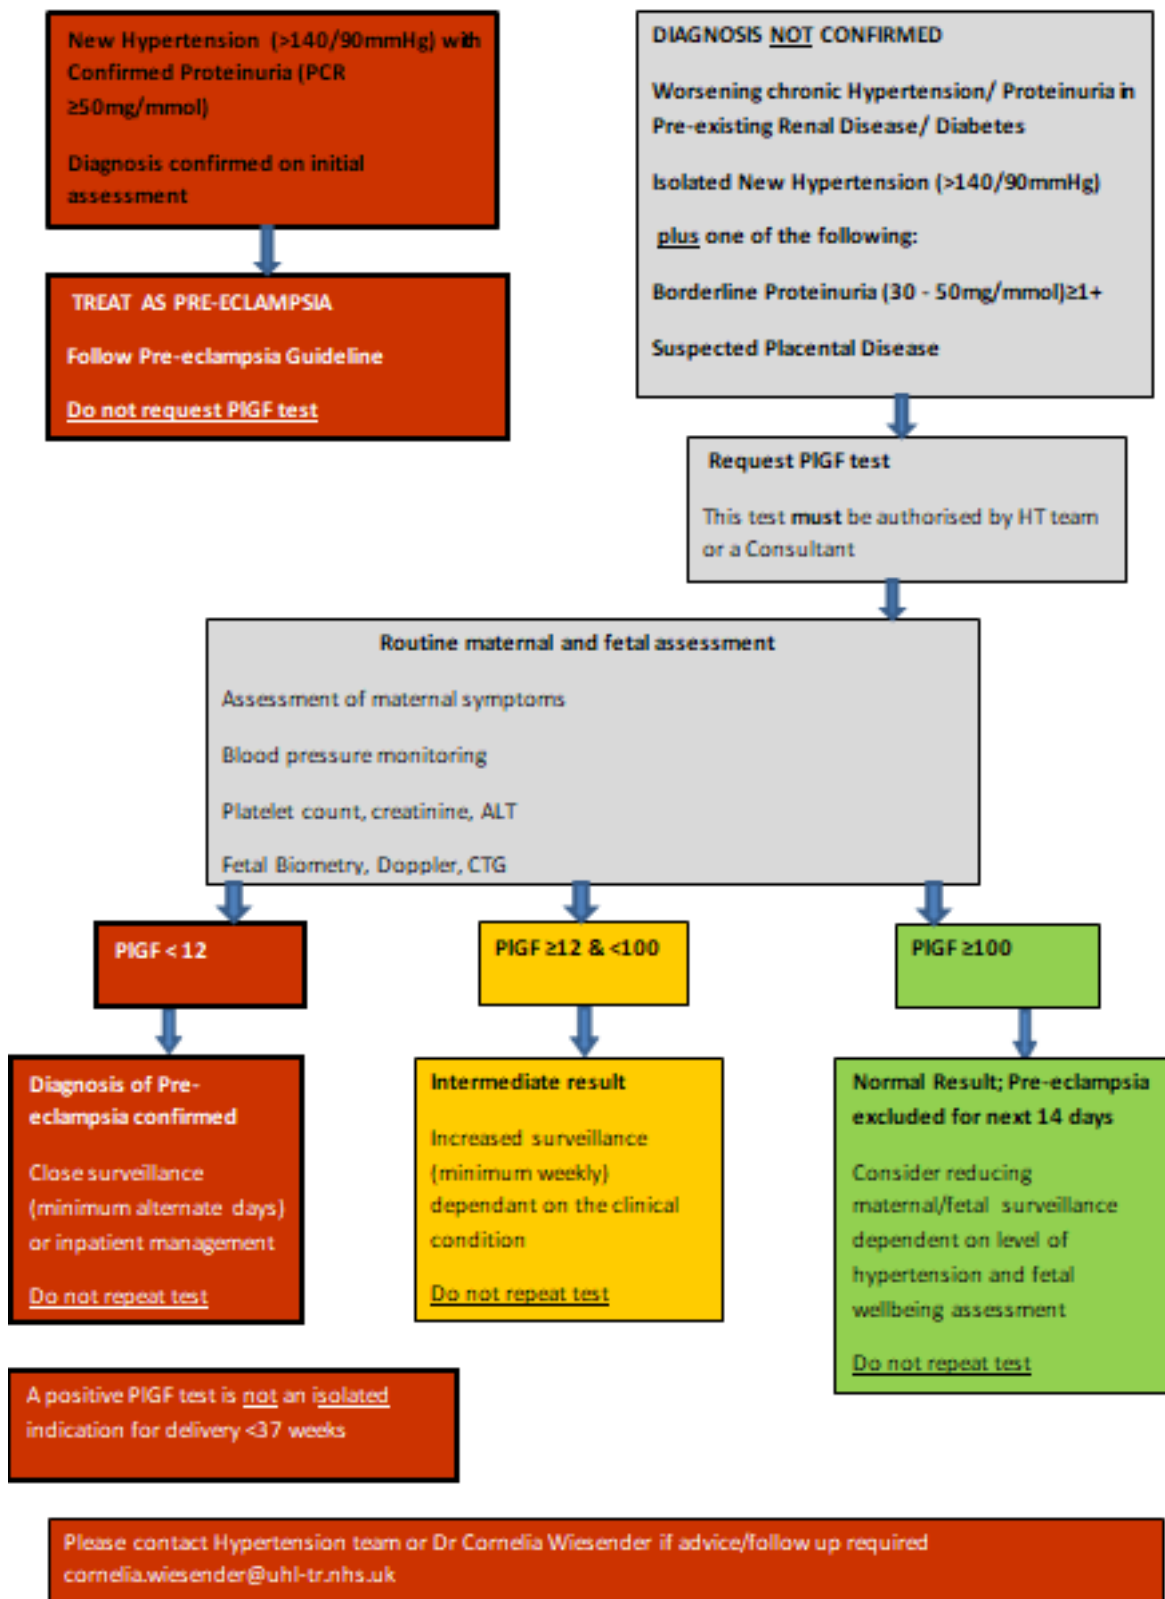 New Hypertension (>140/90mmHg) with
Confirmed Proteinuria (PCR
≥50mg/mmol)
Diagnosis confirmed on initial
assessment
TREAT AS PRE-ECLAMPSIA
Follow Pre-eclampsia Guideline
Do not request PIGF test
DIAGNOSIS NOT CONFIRMED
Worsening chronic Hypertension/ Proteinuria in
Pre-existing Renal Disease/ Diabetes
Isolated New Hypertension (>140/90mmHg)
plus one of the following:
Borderline Proteinuria (30 - 50mg/mmol)≥1+
Suspected Placental Disease
Request PIGF test
This test must be authorised by HT team
or a Consultant
Routine maternal and fetal assessment
Assessment of maternal symptoms
Blood pressure monitoring
Platelet count, creatinine, ALT
Fetal Biometry, Doppler, CTG
PIGF < 12
Diagnosis of Pre-
eclampsia confirmed
Close surveillance
(minimum alternate days)
or inpatient management
Do not repeat test
PIGF ≥12 & <100
Intermediate result
Increased surveillance
(minimum weekly)
dependant on the clinical
condition
Do not repeat test
PIGF ≥100
Normal Result; Pre-eclampsia
excluded for next 14 days
Consider reducing
maternal/fetal surveillance
dependent on level of
hypertension and fetal
wellbeing assessment
Do not repeat test
A positive PIGF test is not an isolated
indication for delivery <37 weeks
Please contact Hypertension team or Dr Cornelia Wiesender if advice/follow up required
cornelia.wiesender@uhl-tr.nhs.uk